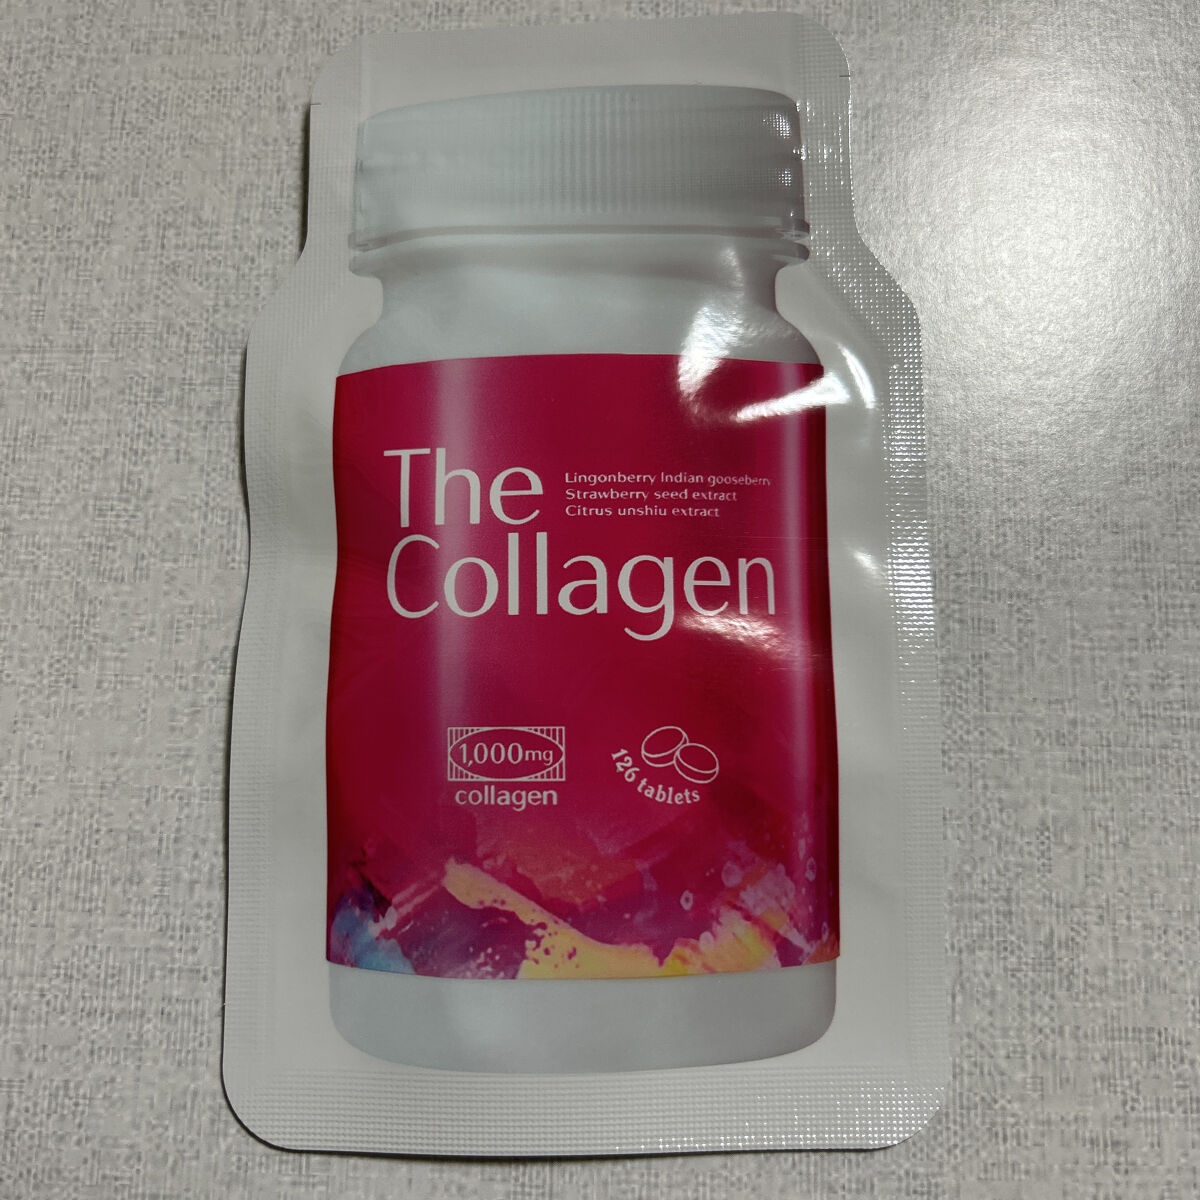 The
Collagen
Lingonberry Indian gooseberry
Strawberry seed extract
Citrus unshiu extract
1,000mg
collagen
126 tablets